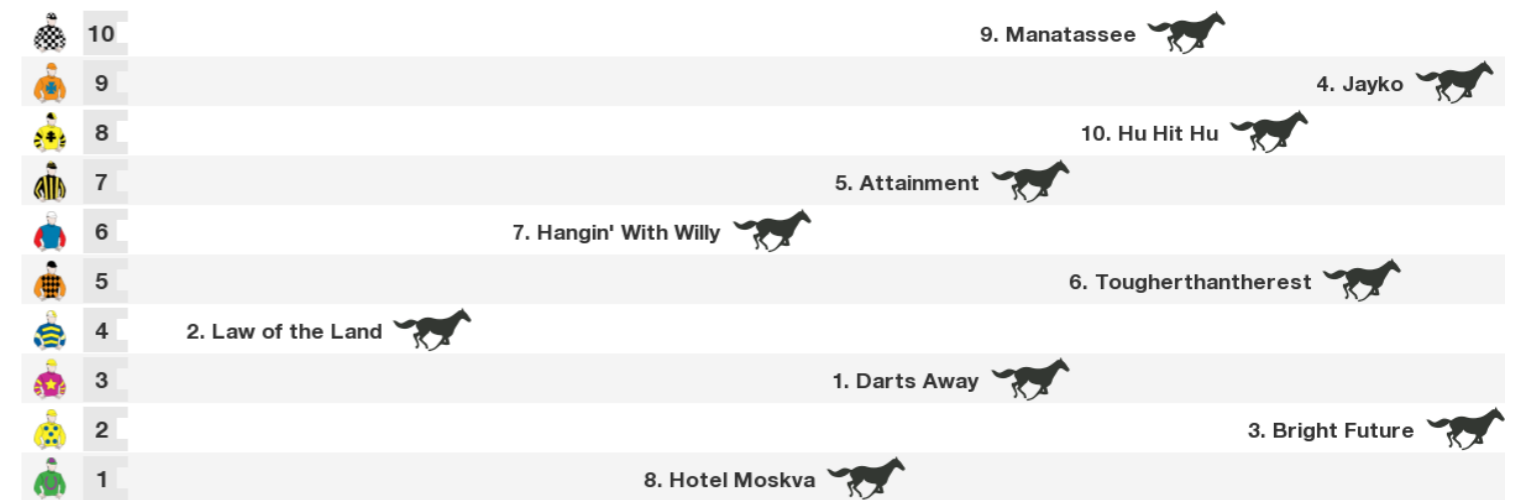 10 9. Manatassee
9 4. Jayko
8 10. Hu Hit Hu
7 5. Attainment
6 7. Hangin' With Willy
5 6. Tougherthantherest
4 2. Law of the Land
3 1. Darts Away
2 3. Bright Future
1 8. Hotel Moskva